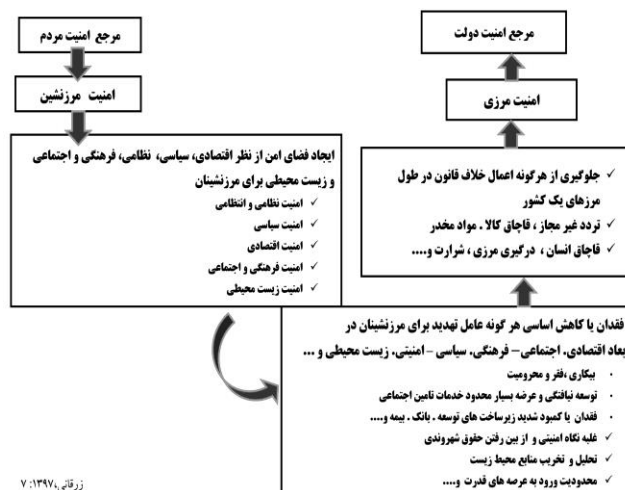 مرجع امنیت مردم
امنیت مرزنشین
ایجاد فضای امن از نظر اقتصادی، سیاسی، نظامی، فرهنگی و اجتماعی
و زیست محیطی برای مرزنشینان
✓ امنیت نظامی و انتظامی
✓ امنیت سیاسی
✓ امنیت اقتصادی
✓ امنیت فرهنگی و اجتماعی
✓ امنیت زیست محیطی
مرجع امنیت دولت
امنیت مرزی
✓ جلوگیری از هرگونه اعمال خلاف قانون در طول
مرزهای یک کشور
✓ تردد غیر مجاز ، قاچاق کالا . مواد مخدر
✓ قاچاق انسان ، درگیری مرزی ، شرارت و....
فقدان یا کاهش اساسی هر گونه عامل تهدید برای مرزنشینان در
بعاد اقتصادی. اجتماعی – فرهنگی. سیاسی – امنیتی. زیست محیطی و ...
· بیکاری ،فقر و محرومیت
· توسعه نیافتگی و عرضه بسیار محدود خدمات تامین اجتماعی
· فقدان یا کمبود شدید زیرساخت های توسعه . بانک . بیمه و....
✓ غلبه نگاه امنیتی و از بین رفتن حقوق شهروندی
✓ تحلیل و تخریب منابع محیط زیست
✓ محدودیت ورود به عرصه های قدرت و....
زرقانی،۱۳۹۷: ۷